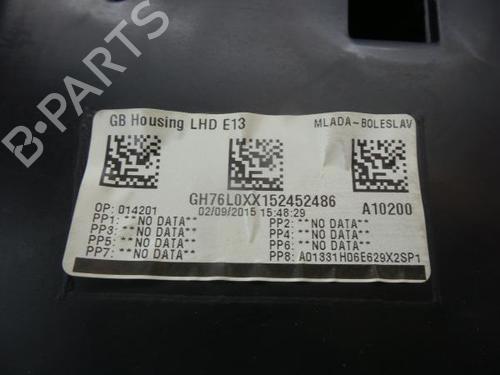 GB Housing LHD E13 MLADA-BOLESLAV
GH76L0XX152452486
OP: 014201 02/09/2015 15:48:29 A10200
PP1: ** NO DATA** PP2: ** NO DATA**
PP3: ** NO DATA** PP4: ** NO DATA**
PP5: ** NO DATA** PP6: ** NO DATA**
PP7: ** NO DATA** PP8: A01331H06E629X2SP1
B-PARTS